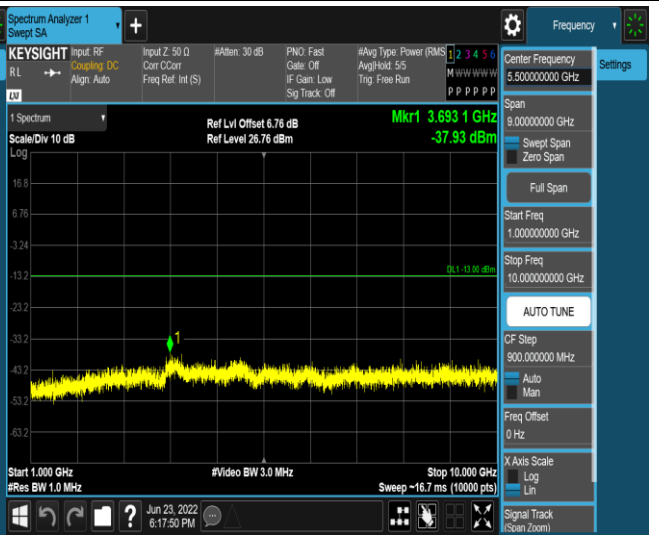 Spectrum Analyzer 1
Swept SA
Frequency
KEYSIGHT
Input: RF
Input Z: 50 Ω
#Atten: 30 dB
PNO: Fast
#Avg Type: Power (RMS
1 2 3 4 5 6
RL
Coupling: DC
Corr CCorr
Gate: Off
Avg|Hold: 5/5
M W W W W W
Align: Auto
Freq Ref: Int (S)
IF Gain: Low
Trig: Free Run
Sig Track: Off
P P P P P P
LXI
1 Spectrum
Ref Lvl Offset 6.76 dB
Mkr1 3.693 1 GHz
Scale/Div 10 dB
Ref Level 26.76 dBm
-37.93 dBm
Log
16.8
6.76
-3.24
-13.2
DL1 -13.00 dBm
-23.2
-33.2
1
-43.2
-53.2
-63.2
Start 1.000 GHz
#Video BW 3.0 MHz
Stop 10.000 GHz
#Res BW 1.0 MHz
Sweep ~16.7 ms (10000 pts)
?
Jun 23, 2022
6:17:50 PM
Center Frequency
5.500000000 GHz
Settings
Span
9.00000000 GHz
Swept Span
Zero Span
Full Span
Start Freq
1.000000000 GHz
Stop Freq
10.000000000 GHz
AUTO TUNE
CF Step
900.000000 MHz
Auto
Man
Freq Offset
0 Hz
X Axis Scale
Log
Lin
Signal Track
(Span Zoom)